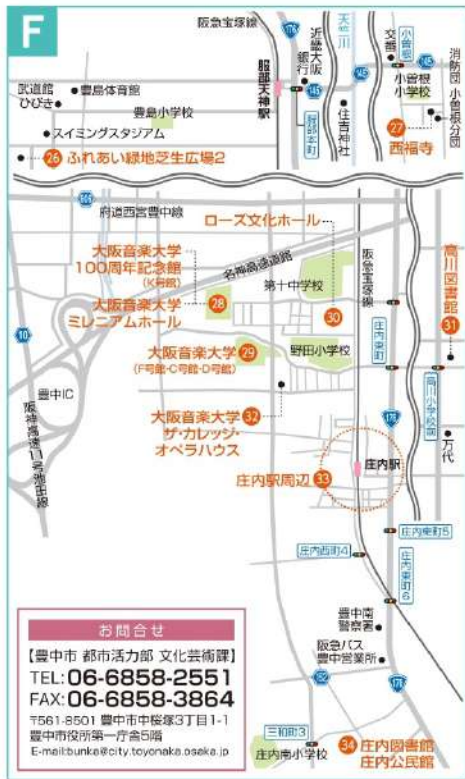 F
阪急宝塚線
176
近畿大阪
銀行
天竺川
交番
小曽根
145
消防団 小曽根分団
服部天神駅
145
145
小曽根
小学校
武道館
ひびき
豊島体育館
豊島小学校
服部本町
住吉神社
27
西福寺
スイミングスタジアム
26 ふれあい緑地芝生広場2
606
府道西宮豊中線
ローズ文化ホール
30
大阪音楽大学
100周年記念館
(K号館)
名神高速道路
第十中学校
阪急宝塚線
高川図書館
31
大阪音楽大学
ミレニアムホール
28
庄内東町
大阪音楽大学
(F号館・C号館・D号館)
29
野田小学校
10
豊中IC
阪神高速11号池田線
高川小学校前
大阪音楽大学
ザ・カレッジ・
オペラハウス
32
176
万代
庄内駅
庄内駅周辺 33
庄内東町5
庄内西町4
庄内東町6
豊中南
警察署
阪急バス
豊中営業所
152
176
三和町3
庄内南小学校
34 庄内図書館
庄内公民館
お問合せ
【豊中市 都市活力部 文化芸術課】
TEL:06-6858-2551
FAX:06-6858-3864
〒561-8501 豊中市中桜塚3丁目1-1
豊中市役所第一庁舎5階
E-mail:bunka@city.toyonaka.osaka.jp